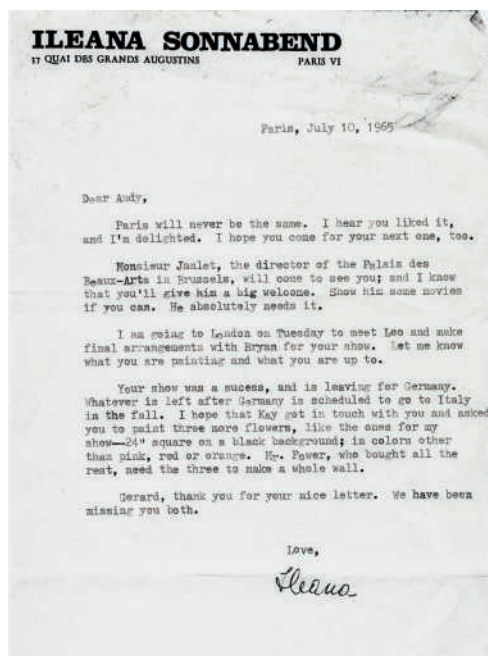 ILEANA SONNABEND
37 QUAI DES GRANDS AUGUSTINS PARIS VI
Paris, July 10, 1965
Dear Andy,
Paris will never be the same. I hear you liked it,
and I'm delighted. I hope you come for your next one, too.
Monsieur Janlet, the director of the Palais des
Beaux-Arts in Brussels, will come to see you; and I know
that you'll give him a big welcome. Show him some movies
if you can. He absolutely needs it.
I am going to London on Tuesday to meet Leo and make
final arrangements with Bryan for your show. Let me know
what you are painting and what you are up to.
Your show was a sucess, and is leaving for Germany.
Whatever is left after Germany is scheduled to go to Italy
in the fall. I hope that Kay got in touch with you and asked
you to paint three more flowers, like the ones for my
show--24" square on a black background; in colors other
than pink, red or orange. Mr. Power, who bought all the
rest, need the three to make a whole wall.
Gerard, thank you for your nice letter. We have been
missing you both.
Love,
Ileana